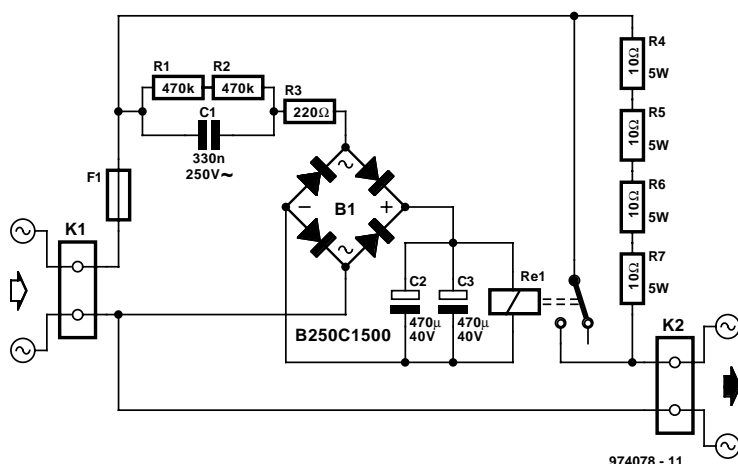 R1
470k
R2
470k
C1
330n
250V~
R3
220Ω
F1
K1
B1
− +
~
~
B250C1500
C2
470μ
40V
C3
470μ
40V
Re1
R4
10Ω
5W
R5
10Ω
5W
R6
10Ω
5W
R7
10Ω
5W
K2
974078 - 11